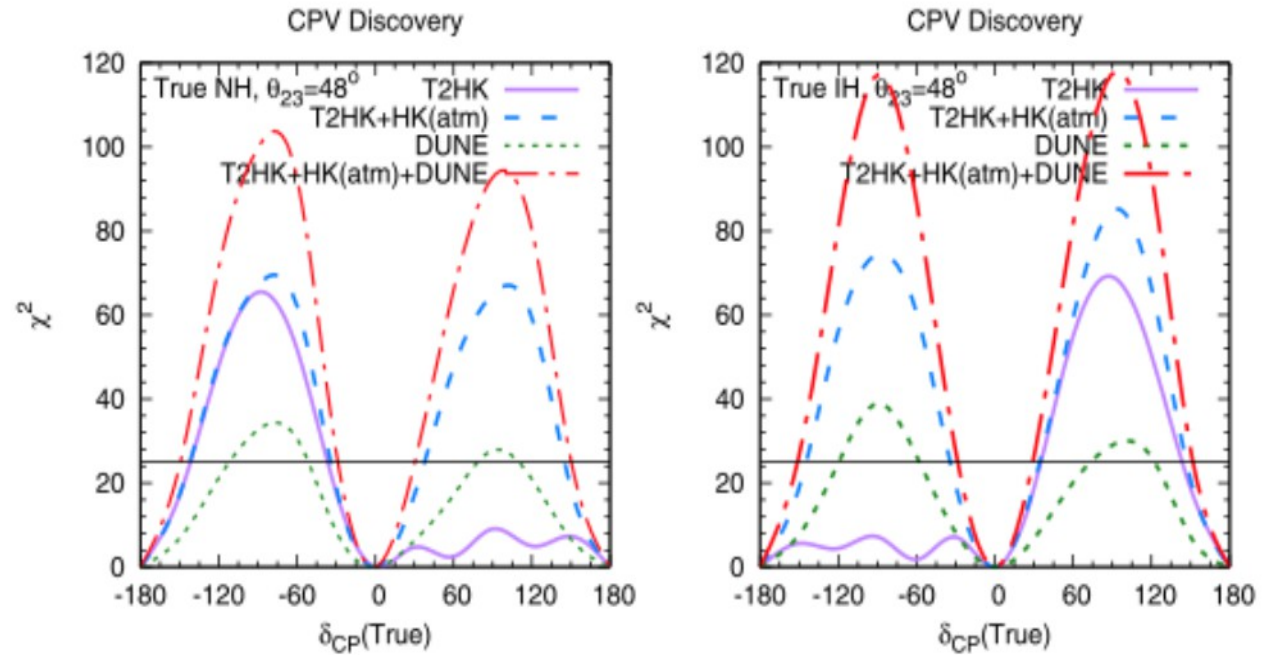 CPV Discovery
120
100
80
60
40
20
0
χ²
True NH, θ₂₃=48°
T2HK
T2HK+HK(atm)
DUNE
T2HK+HK(atm)+DUNE
-180 -120 -60 0 60 120 180
δCP(True)
CPV Discovery
120
100
80
60
40
20
0
χ²
True IH, θ₂₃=48°
T2HK
T2HK+HK(atm)
DUNE
T2HK+HK(atm)+DUNE
-180 -120 -60 0 60 120 180
δCP(True)